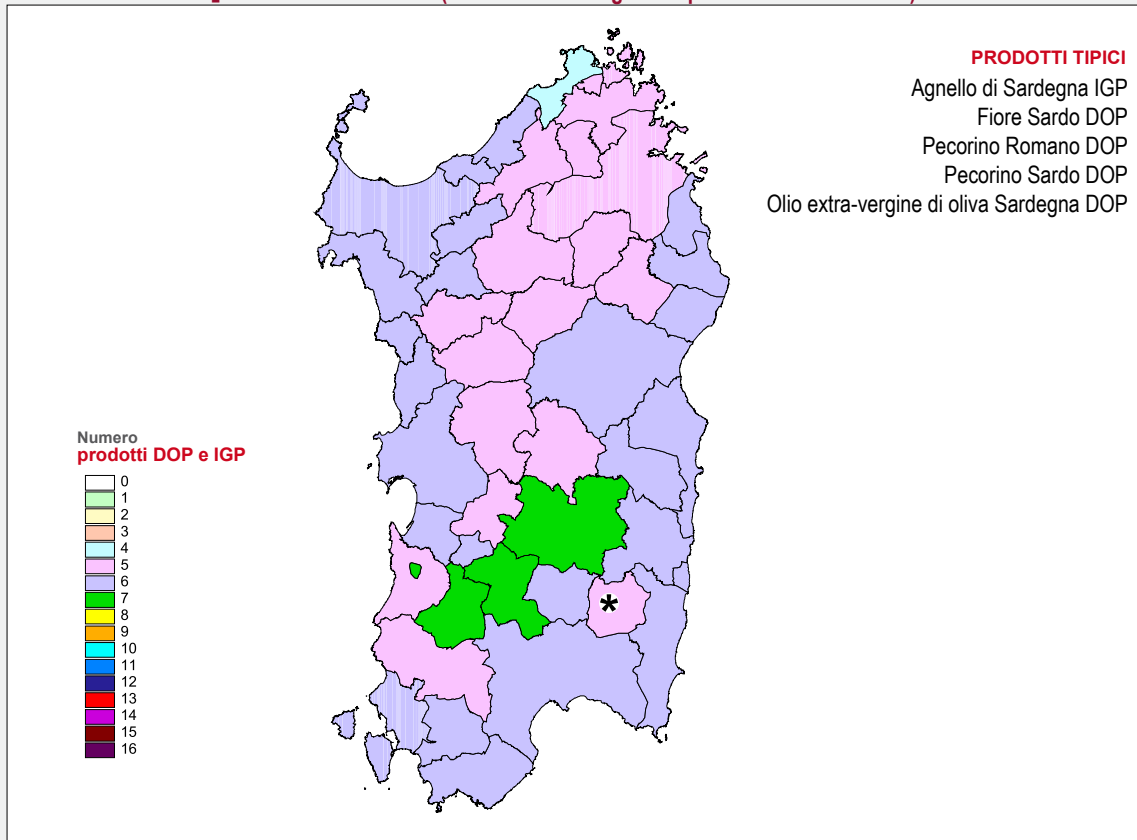 PRODOTTI TIPICI
Agnello di Sardegna IGP
Fiore Sardo DOP
Pecorino Romano DOP
Pecorino Sardo DOP
Olio extra-vergine di oliva Sardegna DOP
Numero
prodotti DOP e IGP
0
1
2
3
4
5
6
7
8
9
10
11
12
13
14
15
16
*